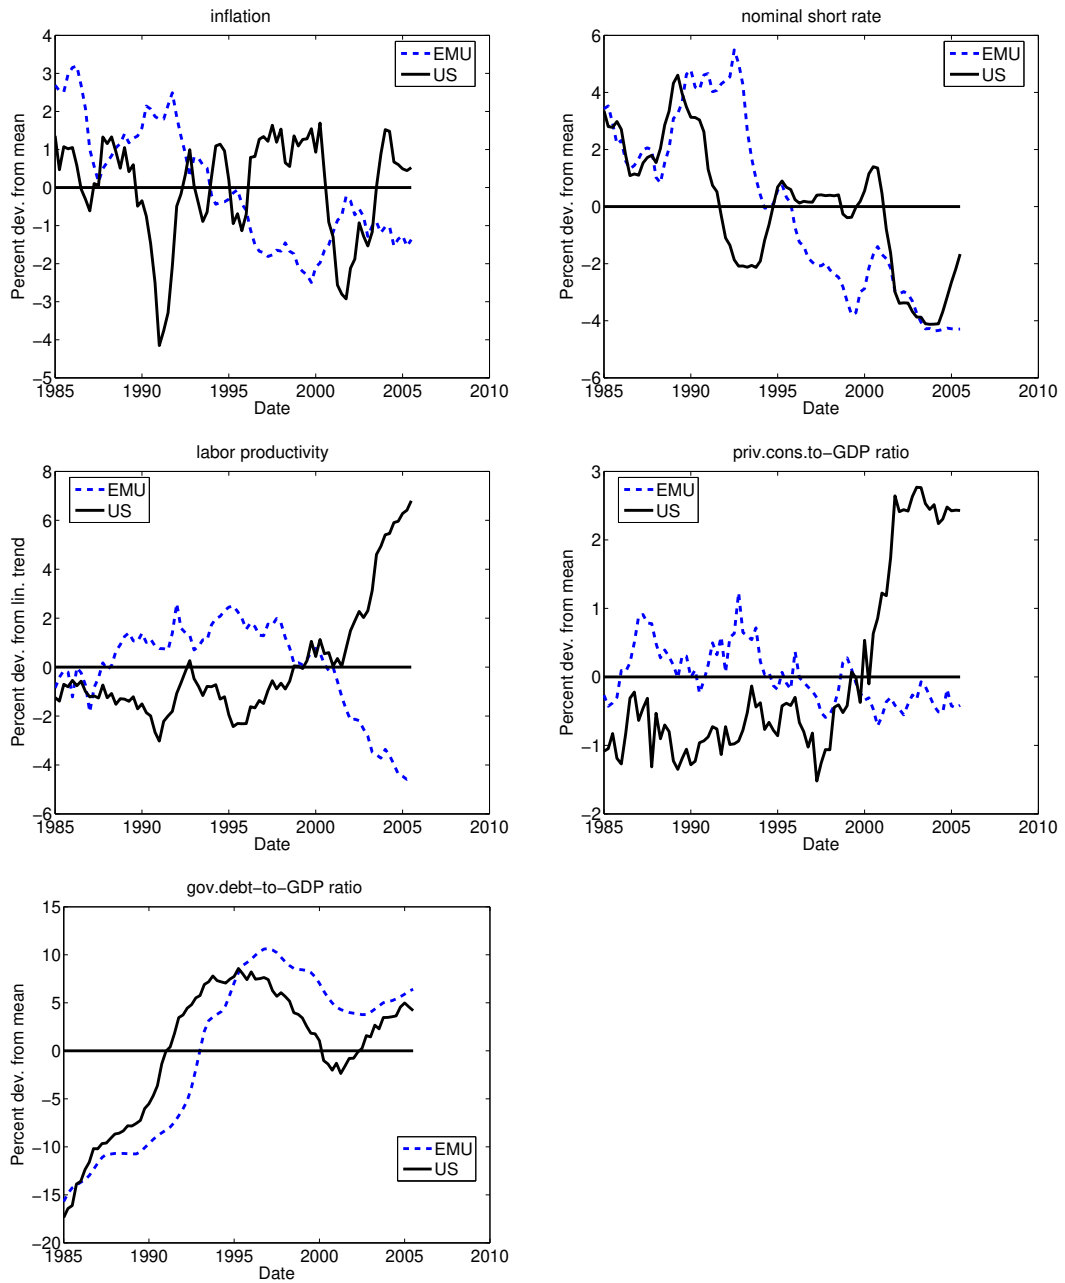 inflation
Percent dev. from mean
4
3
2
1
0
−1
−2
−3
−4
−5
1985 1990 1995 2000 2005 2010
Date
EMU
US
nominal short rate
Percent dev. from mean
6
4
2
0
−2
−4
−6
1985 1990 1995 2000 2005 2010
Date
EMU
US
labor productivity
Percent dev. from lin. trend
8
6
4
2
0
−2
−4
−6
1985 1990 1995 2000 2005 2010
Date
EMU
US
priv.cons.to−GDP ratio
Percent dev. from mean
3
2
1
0
−1
−2
1985 1990 1995 2000 2005 2010
Date
EMU
US
gov.debt−to−GDP ratio
Percent dev. from mean
15
10
5
0
−5
−10
−15
−20
1985 1990 1995 2000 2005 2010
Date
EMU
US